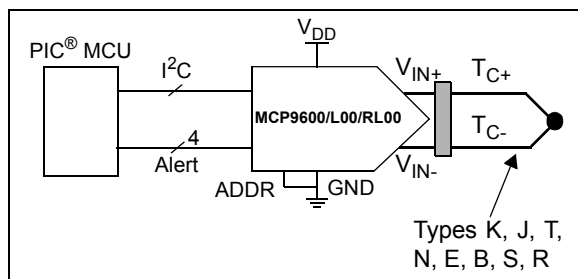 PIC® MCU
I²C
4
Alert
V_DD
MCP9600/L00/RL00
ADDR
GND
V_IN+
V_IN-
T_C+
T_C-
Types K, J, T,
N, E, B, S, R